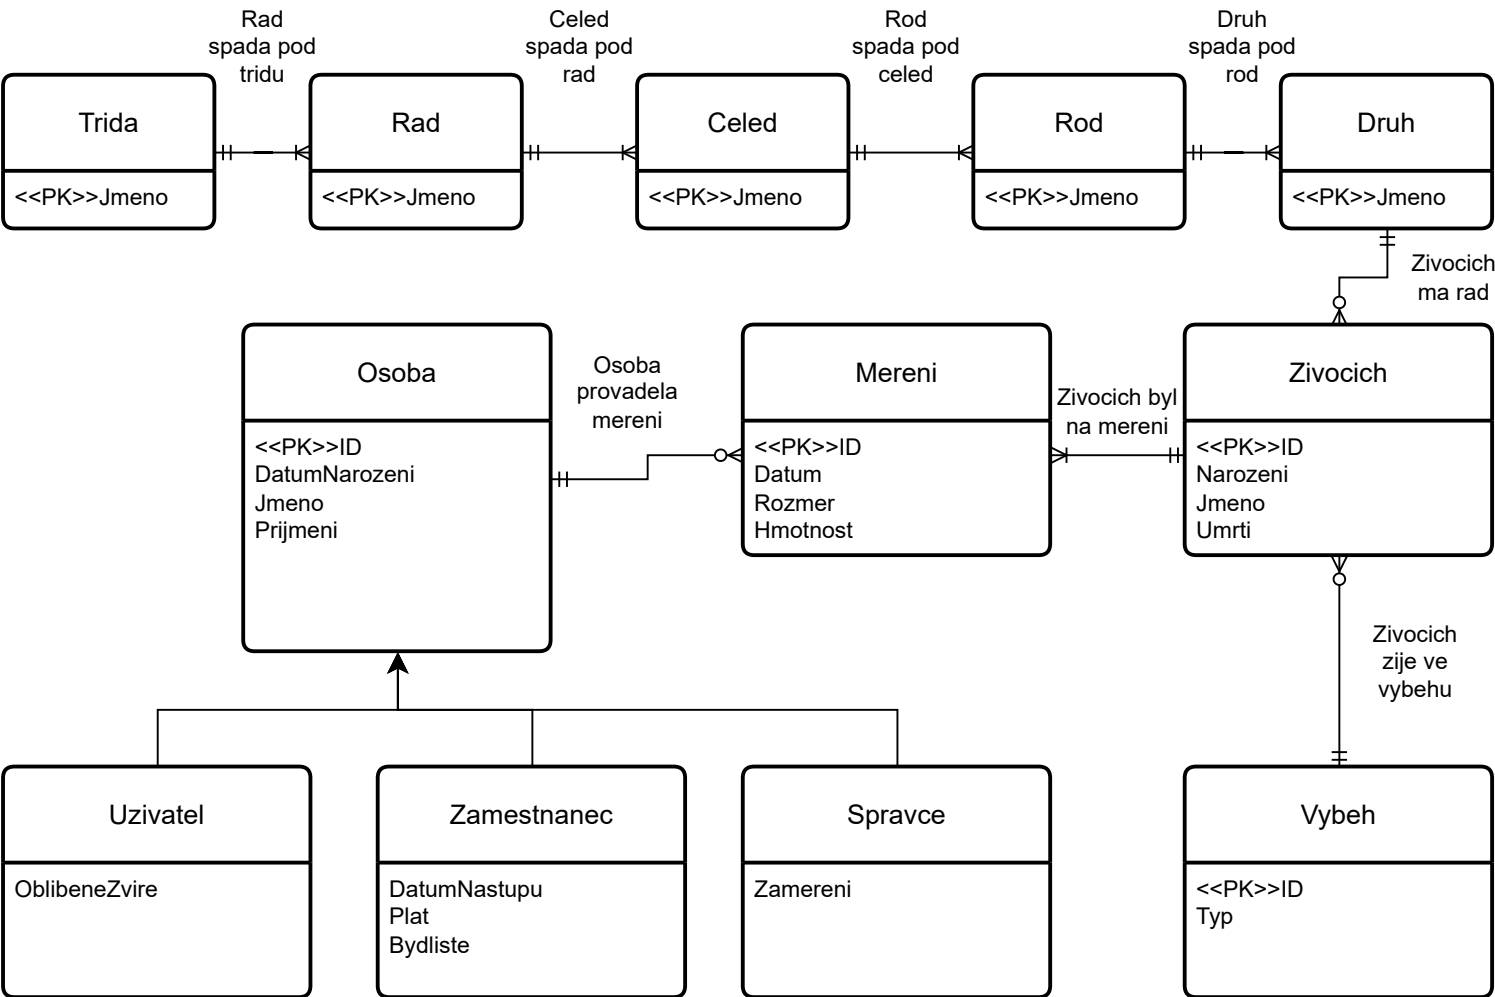 Rad
spada pod
tridu
Celed
spada pod
rad
Rod
spada pod
celed
Druh
spada pod
rod
Trida
<<PK>>Jmeno
Rad
<<PK>>Jmeno
Celed
<<PK>>Jmeno
Rod
<<PK>>Jmeno
Druh
<<PK>>Jmeno
Zivocich
ma rad
Osoba
<<PK>>ID
DatumNarozeni
Jmeno
Prijmeni
Osoba
provadela
mereni
Mereni
<<PK>>ID
Datum
Rozmer
Hmotnost
Zivocich byl
na mereni
Zivocich
<<PK>>ID
Narozeni
Jmeno
Umrti
Zivocich
zije ve
vybehu
Uzivatel
OblibeneZvire
Zamestnanec
DatumNastupu
Plat
Bydliste
Spravce
Zamereni
Vybeh
<<PK>>ID
Typ